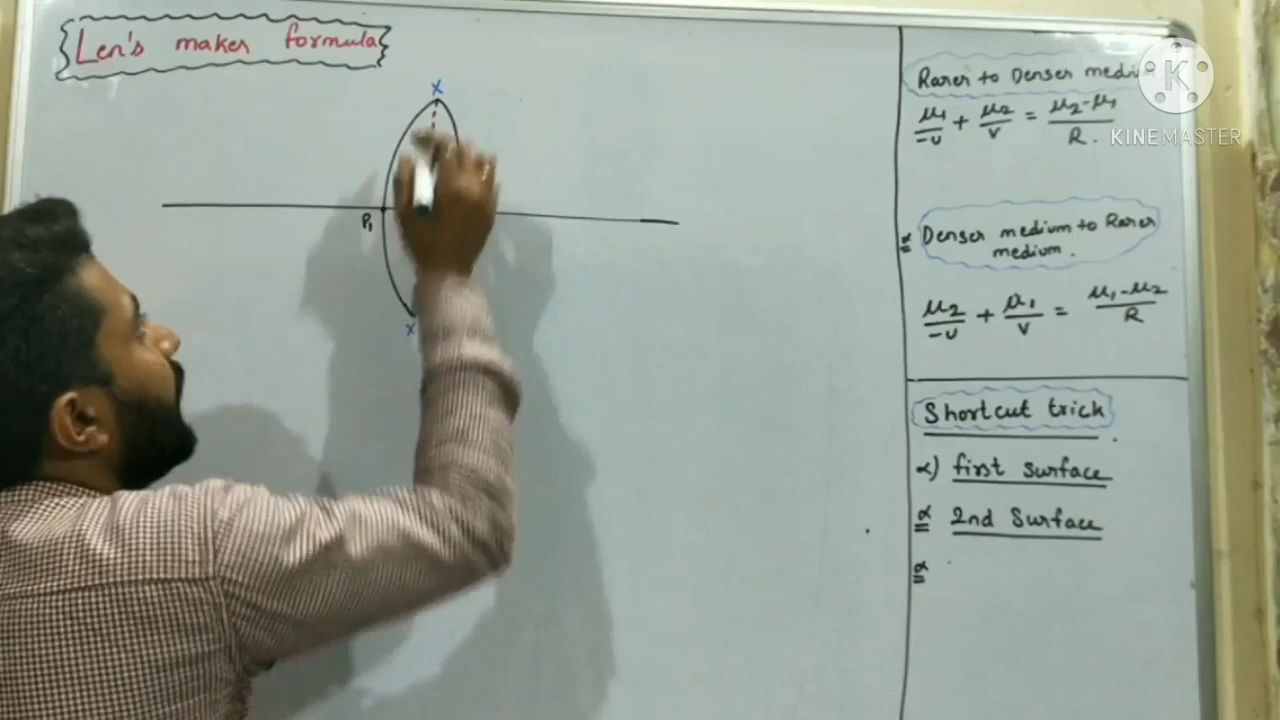 Len's maker formula
X
P₁
X
Rarer to Denser medium
μ₁/-u + μ₂/v = μ₂-μ₁/R.
K
KINEMASTER
Denser medium to Rarer
medium.
μ₂/-u + μ₁/v = μ₁-μ₂/R
Shortcut trick
α) first surface
α 2nd Surface
α